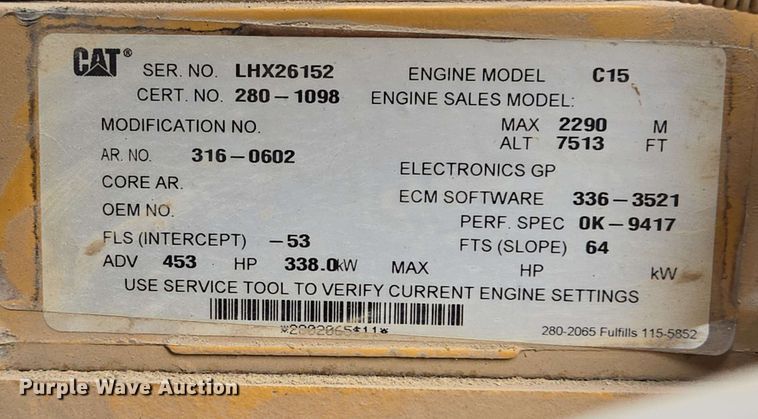 CAT® SER. NO. LHX26152 ENGINE MODEL C15
CERT. NO. 280-1098 ENGINE SALES MODEL:
MODIFICATION NO. MAX 2290 M
ALT 7513 FT
AR. NO. 316-0602 ELECTRONICS GP
CORE AR. ECM SOFTWARE 336-3521
OEM NO. PERF. SPEC 0K-9417
FLS (INTERCEPT) -53 FTS (SLOPE) 64
ADV 453 HP 338.0 kW MAX HP kW
USE SERVICE TOOL TO VERIFY CURRENT ENGINE SETTINGS
*2802065$11*
280-2065 Fulfills 115-5852
Purple Wave Auction